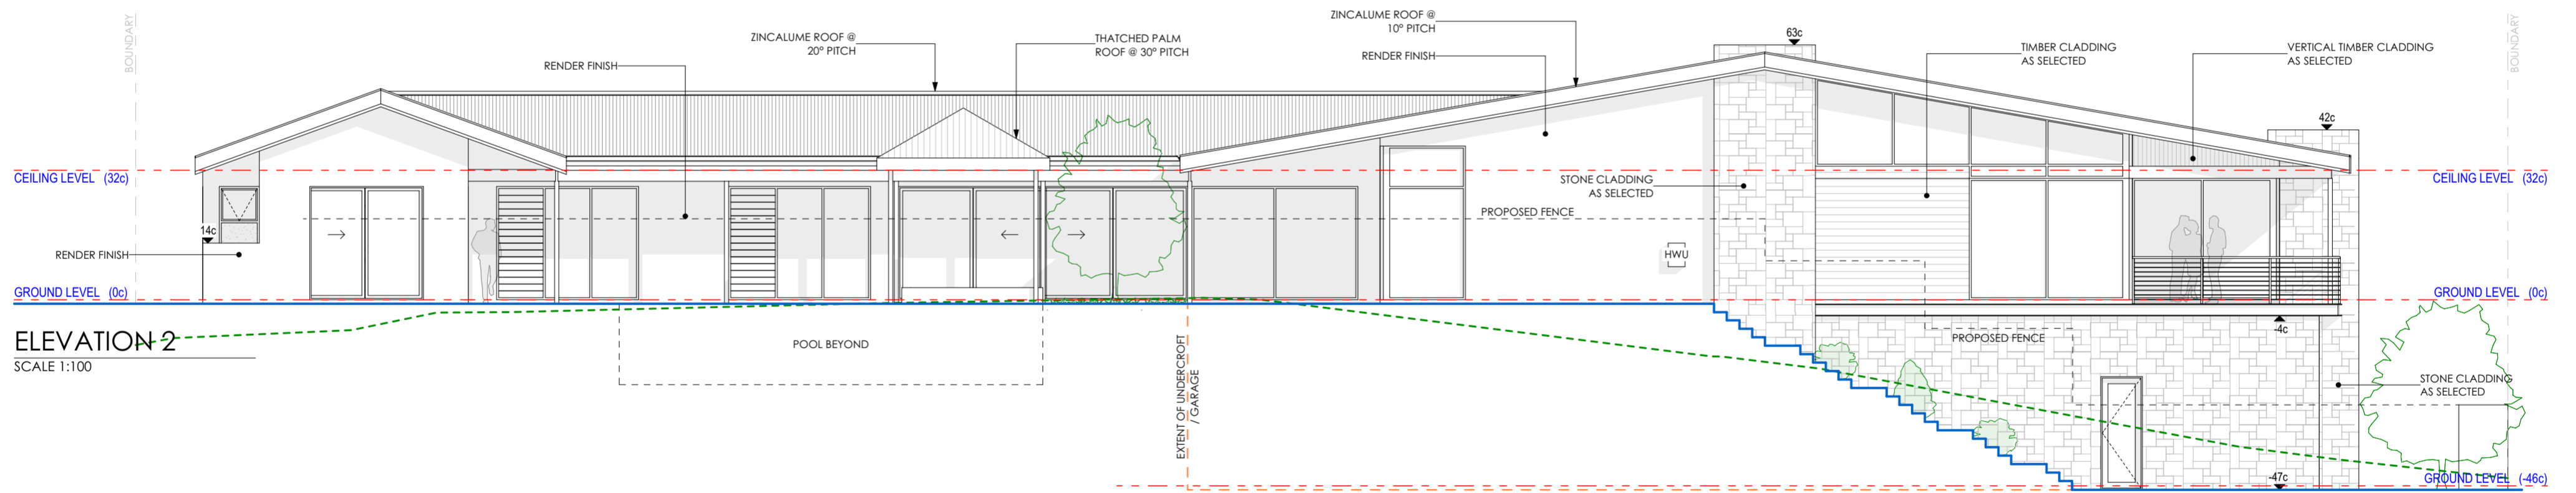 BOUNDARY
RENDER FINISH
ZINCALUME ROOF @
20° PITCH
THATCHED PALM
ROOF @ 30° PITCH
ZINCALUME ROOF @
10° PITCH
RENDER FINISH
63c
TIMBER CLADDING
AS SELECTED
VERTICAL TIMBER CLADDING
AS SELECTED
BOUNDARY
42c
CEILING LEVEL (32c)
CEILING LEVEL (32c)
STONE CLADDING
AS SELECTED
PROPOSED FENCE
14c
RENDER FINISH
HWU
GROUND LEVEL (0c)
GROUND LEVEL (0c)
-4c
PROPOSED FENCE
ELEVATION 2
SCALE 1:100
POOL BEYOND
EXTENT OF UNDERCROFT
/ GARAGE
STONE CLADDING
AS SELECTED
-47c
GROUND LEVEL (-46c)